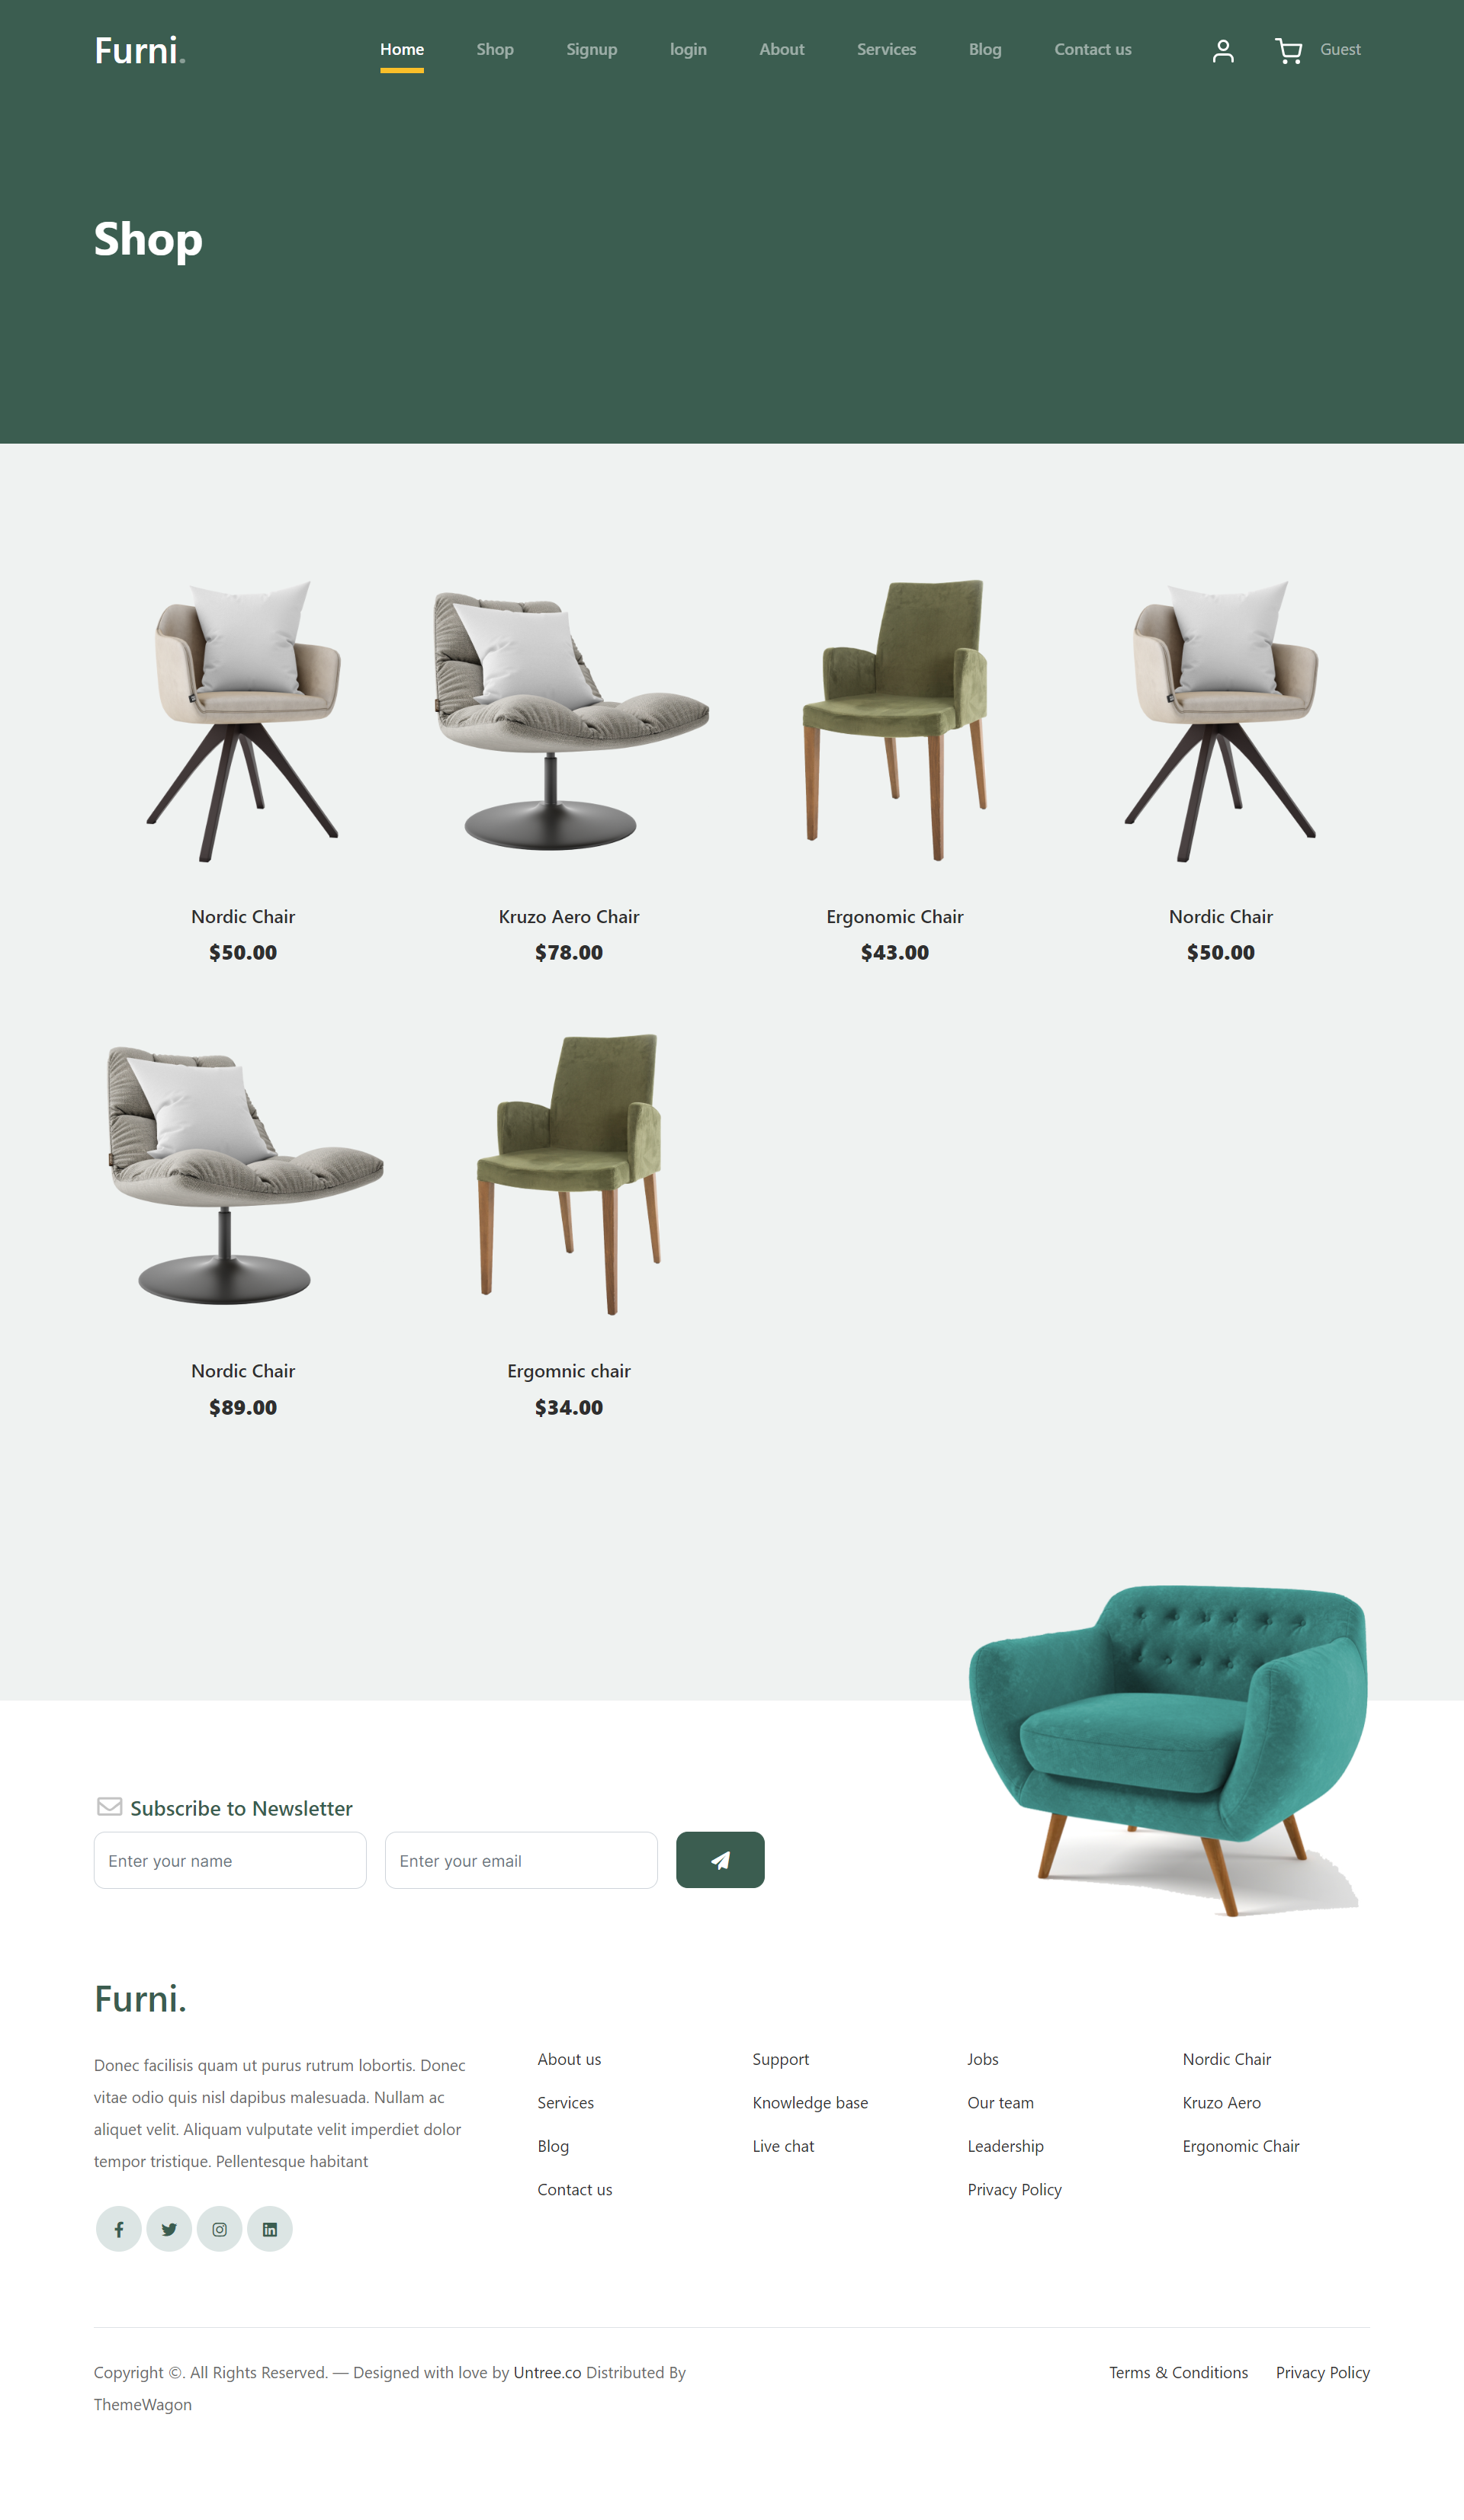 Furni.
Home Shop Signup login About Services Blog Contact us Guest
Shop
Nordic Chair Kruzo Aero Chair Ergonomic Chair Nordic Chair
$50.00 $78.00 $43.00 $50.00
Nordic Chair Ergomnic chair
$89.00 $34.00
Subscribe to Newsletter
Enter your name Enter your email
Furni.
Donec facilisis quam ut purus rutrum lobortis. Donec
vitae odio quis nisl dapibus malesuada. Nullam ac
aliquet velit. Aliquam vulputate velit imperdiet dolor
tempor tristique. Pellentesque habitant
About us
Services
Blog
Contact us
Support
Knowledge base
Live chat
Jobs
Our team
Leadership
Privacy Policy
Nordic Chair
Kruzo Aero
Ergonomic Chair
Copyright ©. All Rights Reserved. — Designed with love by Untree.co Distributed By
ThemeWagon
Terms & Conditions Privacy Policy